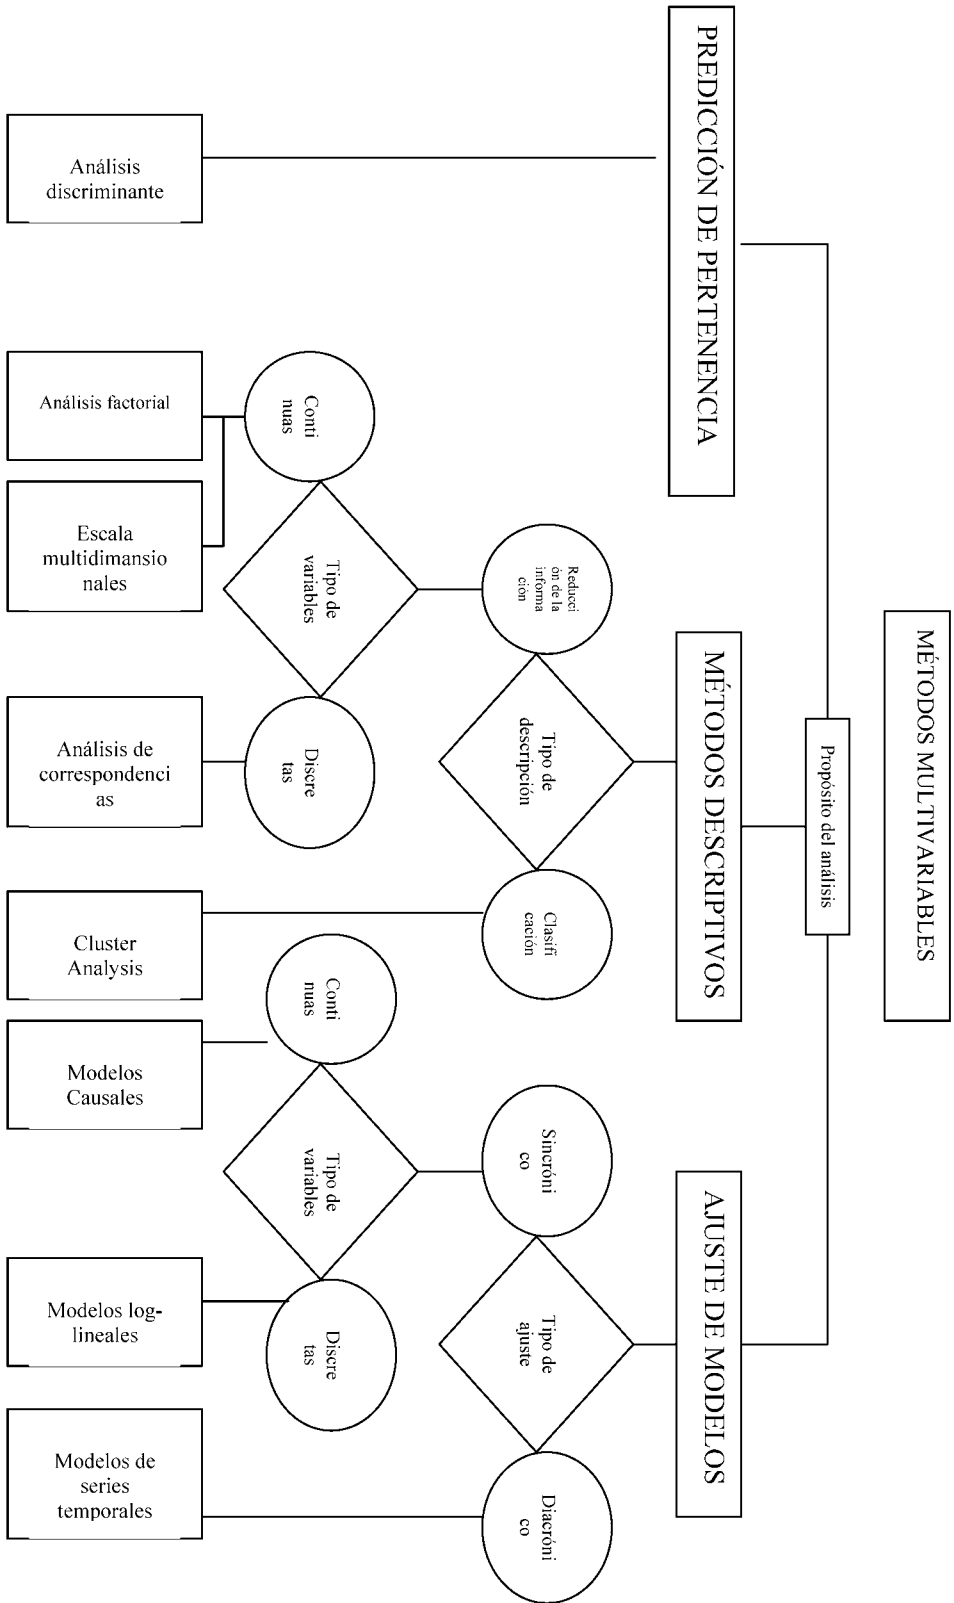 MÉTODOS MULTIVARIABLES
Propósito del análisis
PREDICCIÓN DE PERTENENCIA
MÉTODOS DESCRIPTIVOS
AJUSTE DE MODELOS
Reducci
ón de la
informa
ción
Tipo de
descripción
Clasifi
cación
Sincróni
co
Tipo de
ajuste
Diacróni
co
Conti
nuas
Tipo de
variables
Discre
tas
Conti
nuas
Tipo de
variables
Discre
tas
Análisis
discriminante
Análisis factorial
Escala
multidimansio
nales
Análisis de
correspondenci
as
Cluster
Analysis
Modelos
Causales
Modelos log-
lineales
Modelos de
series
temporales